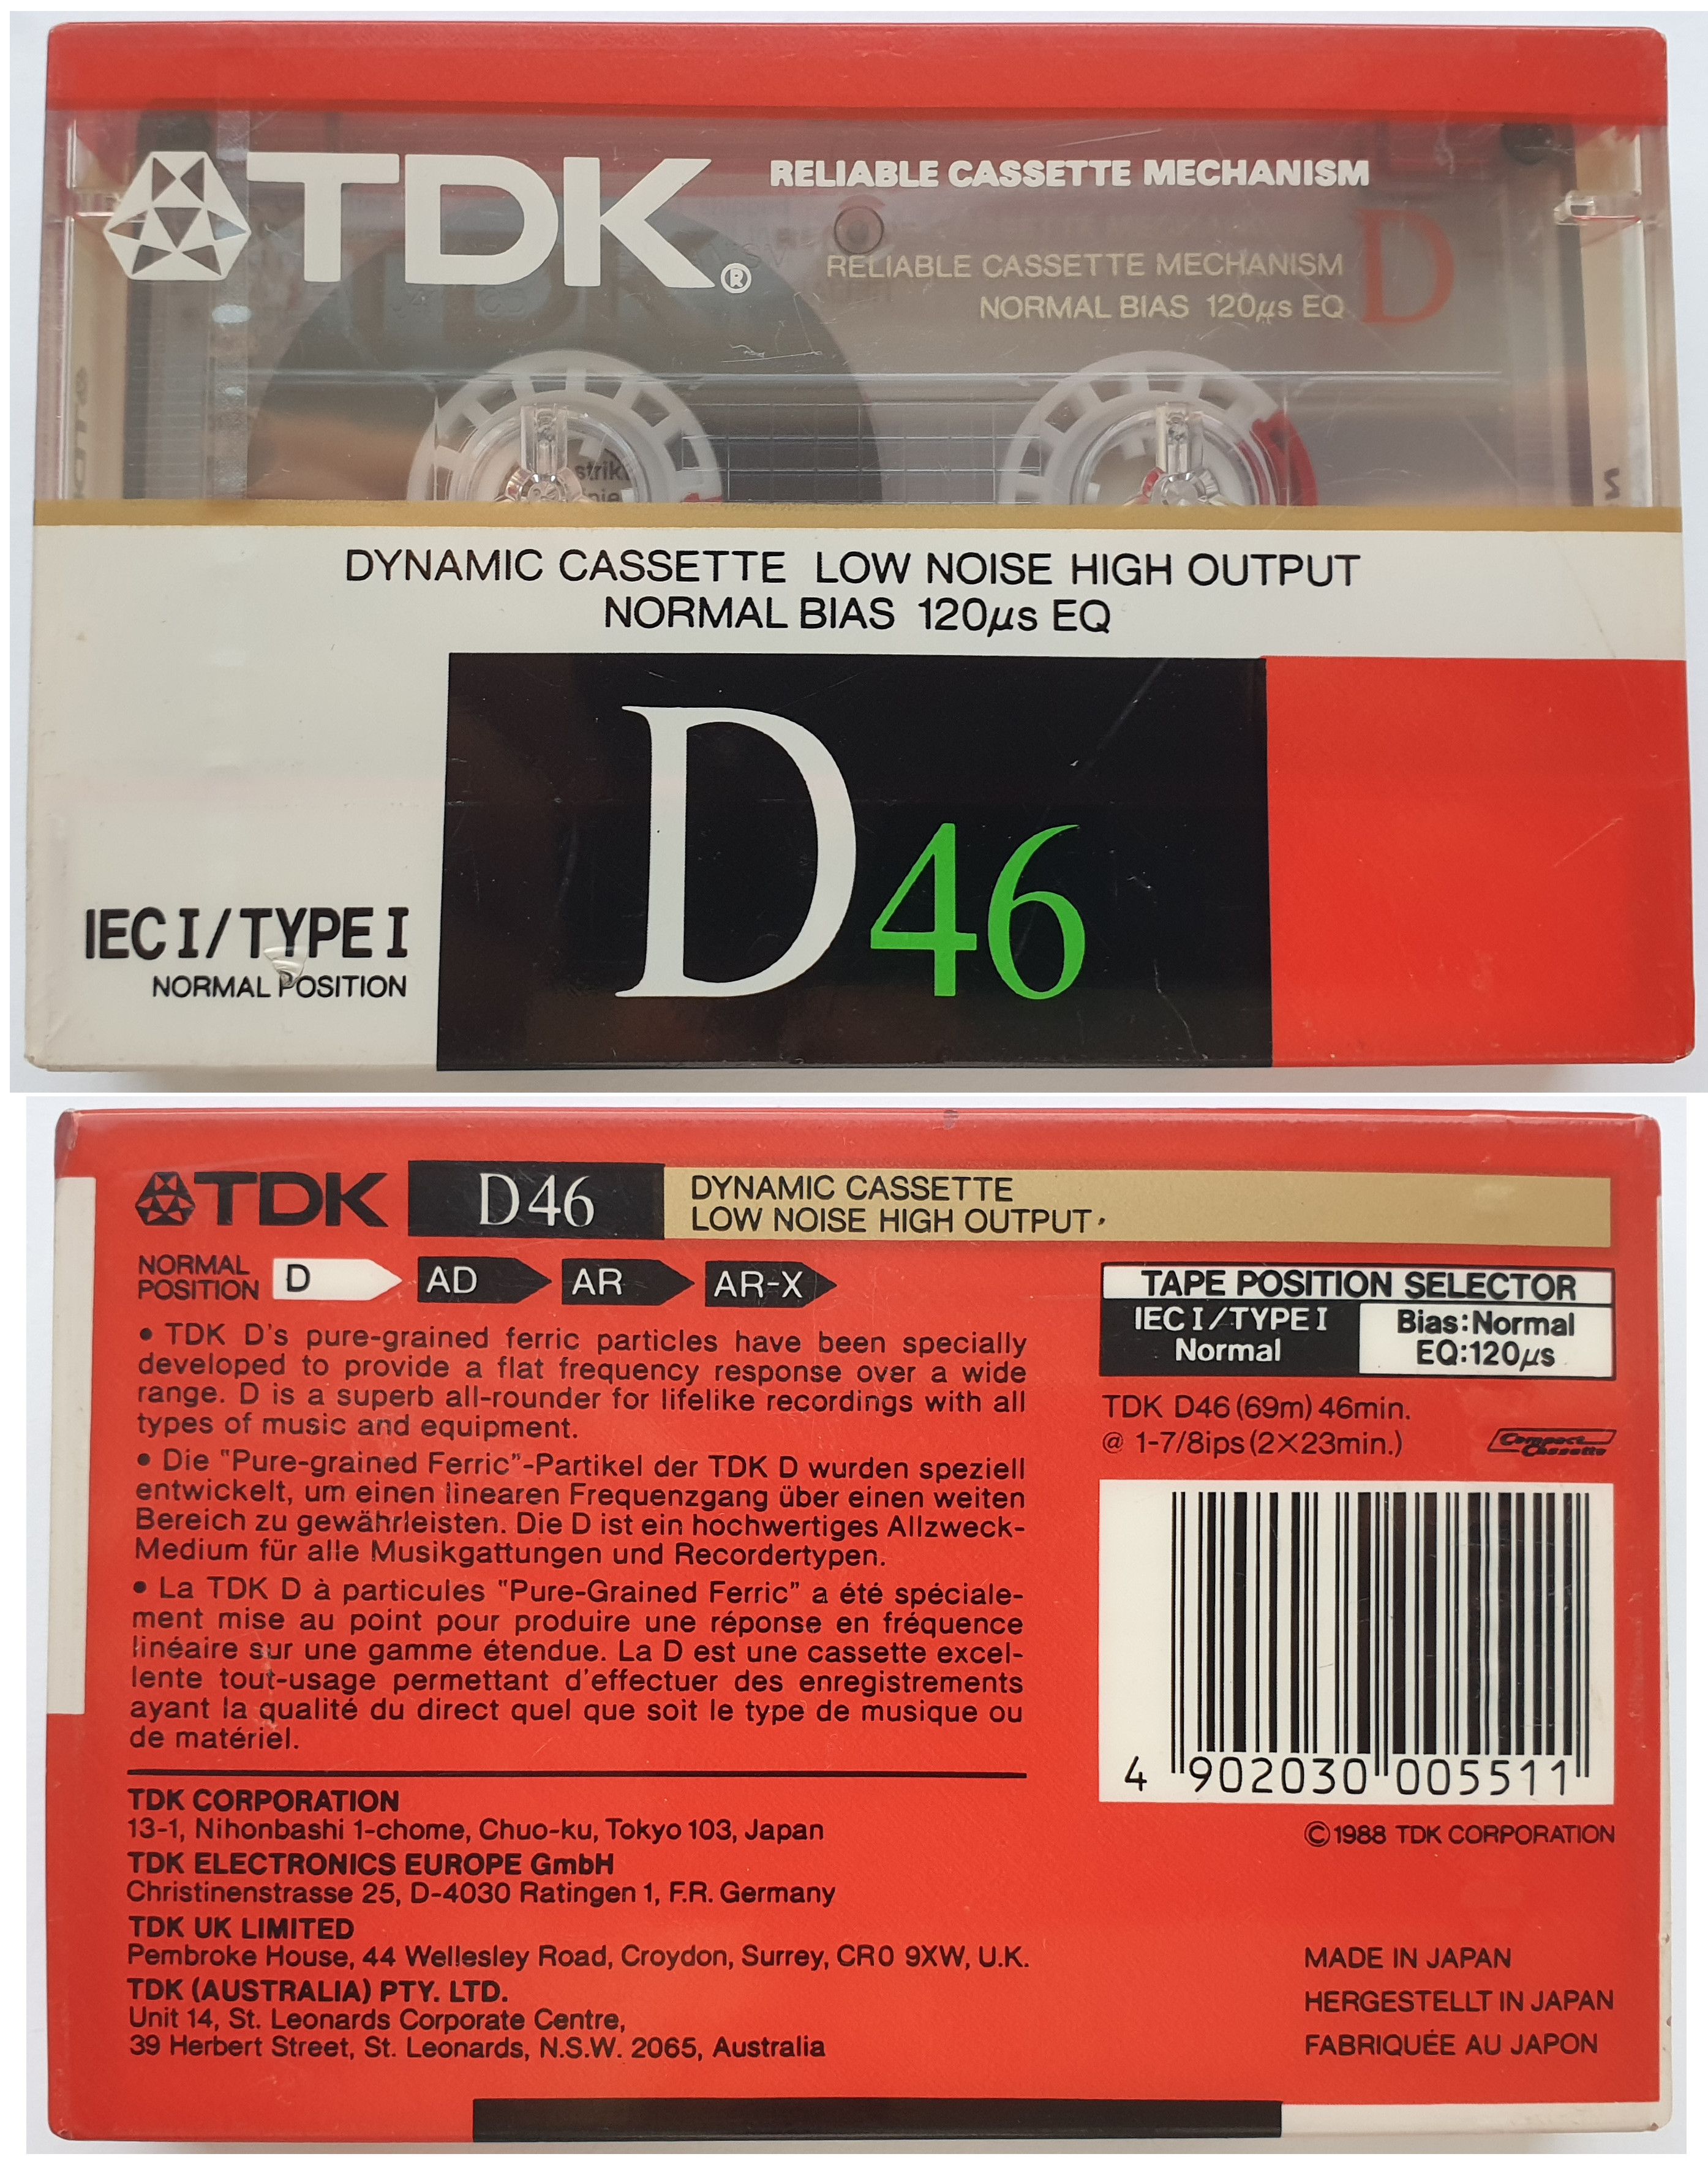 TDK®
RELIABLE CASSETTE MECHANISM
RELIABLE CASSETTE MECHANISM D
NORMAL BIAS 120µs EQ
DYNAMIC CASSETTE LOW NOISE HIGH OUTPUT
NORMAL BIAS 120µs EQ
D46
IEC I/TYPE I
NORMAL POSITION
TDK D46
DYNAMIC CASSETTE
LOW NOISE HIGH OUTPUT
NORMAL
POSITION D AD AR AR-X
• TDK D's pure-grained ferric particles have been specially
developed to provide a flat frequency response over a wide
range. D is a superb all-rounder for lifelike recordings with all
types of music and equipment.
• Die "Pure-grained Ferric"-Partikel der TDK D wurden speziell
entwickelt, um einen linearen Frequenzgang über einen weiten
Bereich zu gewährleisten. Die D ist ein hochwertiges Allzweck-
Medium für alle Musikgattungen und Recordertypen.
• La TDK D à particules "Pure-Grained Ferric" a été spéciale-
ment mise au point pour produire une réponse en fréquence
linéaire sur une gamme étendue. La D est une cassette excel-
lente tout-usage permettant d'effectuer des enregistrements
ayant la qualité du direct quel que soit le type de musique ou
de matériel.
TDK CORPORATION
13-1, Nihonbashi 1-chome, Chuo-ku, Tokyo 103, Japan
TDK ELECTRONICS EUROPE GmbH
Christinenstrasse 25, D-4030 Ratingen 1, F.R. Germany
TDK UK LIMITED
Pembroke House, 44 Wellesley Road, Croydon, Surrey, CR0 9XW, U.K.
TDK (AUSTRALIA) PTY. LTD.
Unit 14, St. Leonards Corporate Centre,
39 Herbert Street, St. Leonards, N.S.W. 2065, Australia
TAPE POSITION SELECTOR
IEC I/TYPE I
Normal
Bias:Normal
EQ:120µs
TDK D46 (69m) 46min.
@ 1-7/8ips (2×23min.)
Compact
Cassette
4 902030 005511
©1988 TDK CORPORATION
MADE IN JAPAN
HERGESTELLT IN JAPAN
FABRIQUÉE AU JAPON